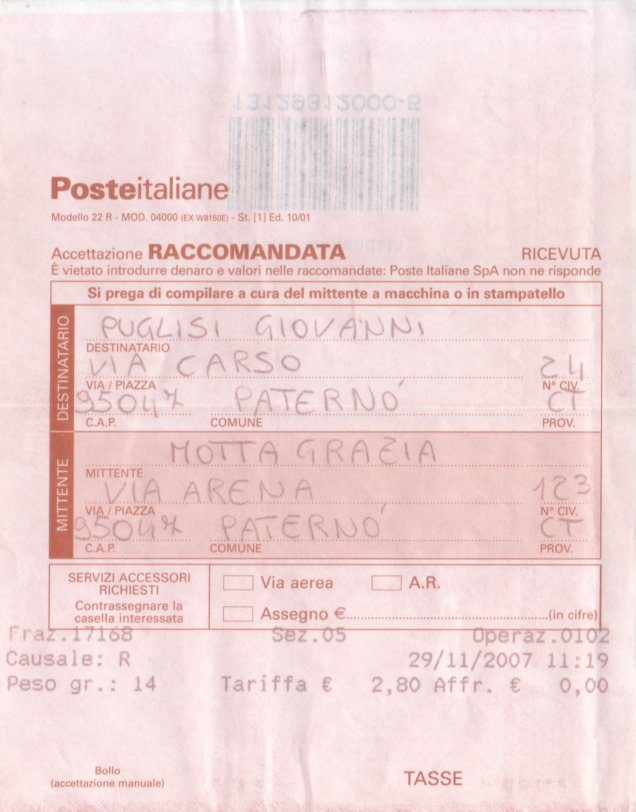 Posteitaliane
Modello 22 R - MOD. 04000 (EX W8150E) - St. [1] Ed. 10/01
Accettazione RACCOMANDATA RICEVUTA
È vietato introdurre denaro e valori nelle raccomandate: Poste Italiane SpA non ne risponde
Si prega di compilare a cura del mittente a macchina o in stampatello
DESTINATARIO
PUGLISI GIOVANNI
DESTINATARIO
VIA CARSO 24
VIA / PIAZZA N° CIV.
95047 PATERNÓ CT
C.A.P. COMUNE PROV.
MITTENTE
MOTTA GRAZIA
MITTENTE
VIA ARENA 123
VIA / PIAZZA N° CIV.
95047 PATERNÓ CT
C.A.P. COMUNE PROV.
SERVIZI ACCESSORI RICHIESTI
Contrassegnare la casella interessata
Via aerea A.R.
Assegno € (in cifre)
Fraz.17168 Sez.05 Operaz.0102
Causale: R 29/11/2007 11:19
Peso gr.: 14 Tariffa € 2,80 Affr. € 0,00
Bollo
(accettazione manuale) TASSE